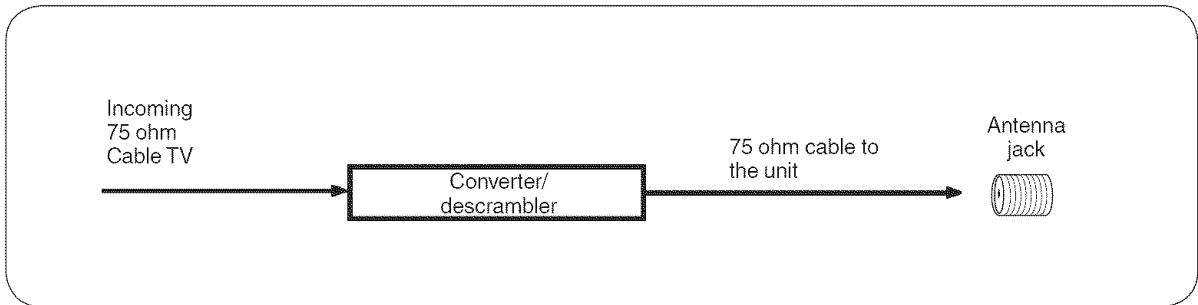 Incoming
75 ohm
Cable TV
Converter/
descrambler
75 ohm cable to
the unit
Antenna
jack